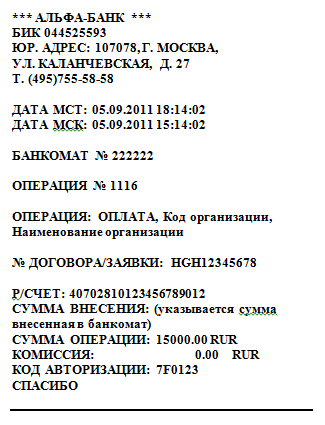 *** АЛЬФА-БАНК ***
БИК 044525593
ЮР. АДРЕС: 107078, Г. МОСКВА,
УЛ. КАЛАНЧЕВСКАЯ, Д. 27
Т. (495)755-58-58
ДАТА МСТ: 05.09.2011 18:14:02
ДАТА МСК: 05.09.2011 15:14:02
БАНКОМАТ № 222222
ОПЕРАЦИЯ № 1116
ОПЕРАЦИЯ: ОПЛАТА, Код организации,
Наименование организации
№ ДОГОВОРА/ЗАЯВКИ: HGH12345678
Р/СЧЕТ: 40702810123456789012
СУММА ВНЕСЕНИЯ: (указывается сумма
внесенная в банкомат)
СУММА ОПЕРАЦИИ: 15000.00 RUR
КОМИССИЯ: 0.00 RUR
КОД АВТОРИЗАЦИИ: 7F0123
СПАСИБО